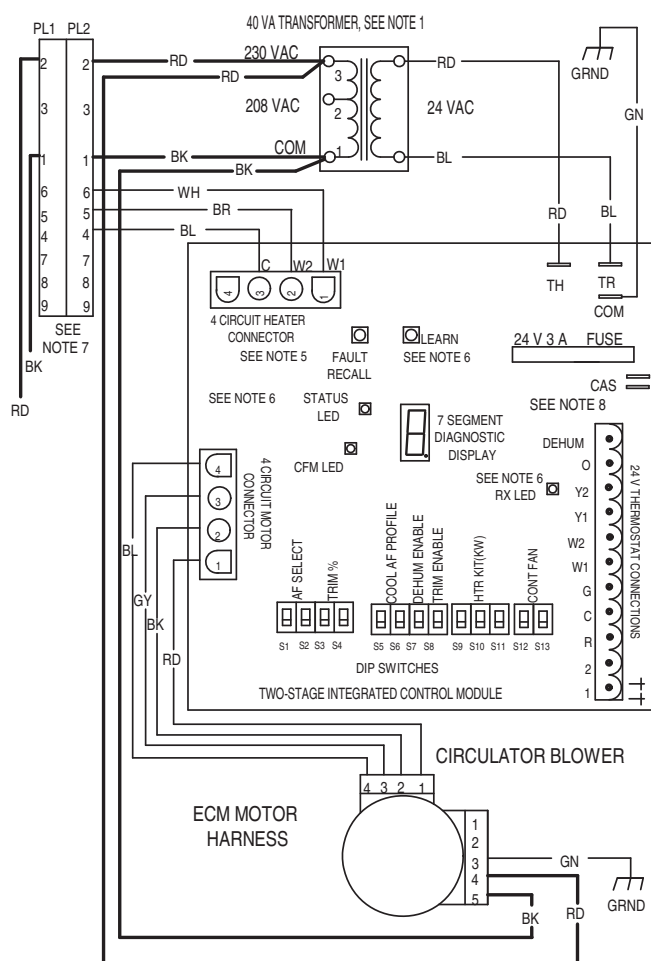 40 VA TRANSFORMER, SEE NOTE 1
PL1 PL2
2 2
3 3
1 1
6 6
5 5
4 4
7 7
8 8
9 9
SEE
NOTE 7
BK
RD
RD
RD
230 VAC
208 VAC
COM
3
2
1
24 VAC
BK
BK
WH
BR
BL
RD
BL
GRND
GN
RD
BL
TH
TR
COM
C W2 W1
4 3 2 1
4 CIRCUIT HEATER
CONNECTOR
SEE NOTE 5
FAULT
RECALL
LEARN
SEE NOTE 6
24 V 3 A FUSE
CAS
SEE NOTE 8
SEE NOTE 6
STATUS
LED
CFM LED
7 SEGMENT
DIAGNOSTIC
DISPLAY
SEE NOTE 6
RX LED
DEHUM
O
Y2
Y1
W2
W1
G
C
R
2
1
24V THERMOSTAT CONNECTIONS
4
3
2
1
4 CIRCUIT MOTOR
CONNECTOR
BL
GY
BK
RD
AF SELECT
TRIM %
COOL AF PROFILE
DEHUM ENABLE
TRIM ENABLE
HTR KIT(KW)
CONT FAN
S1 S2 S3 S4 S5 S6 S7 S8 S9 S10 S11 S12 S13
DIP SWITCHES
TWO-STAGE INTEGRATED CONTROL MODULE
CIRCULATOR BLOWER
4 3 2 1
ECM MOTOR
HARNESS
1
2
3
4
5
GN
GRND
BK
RD